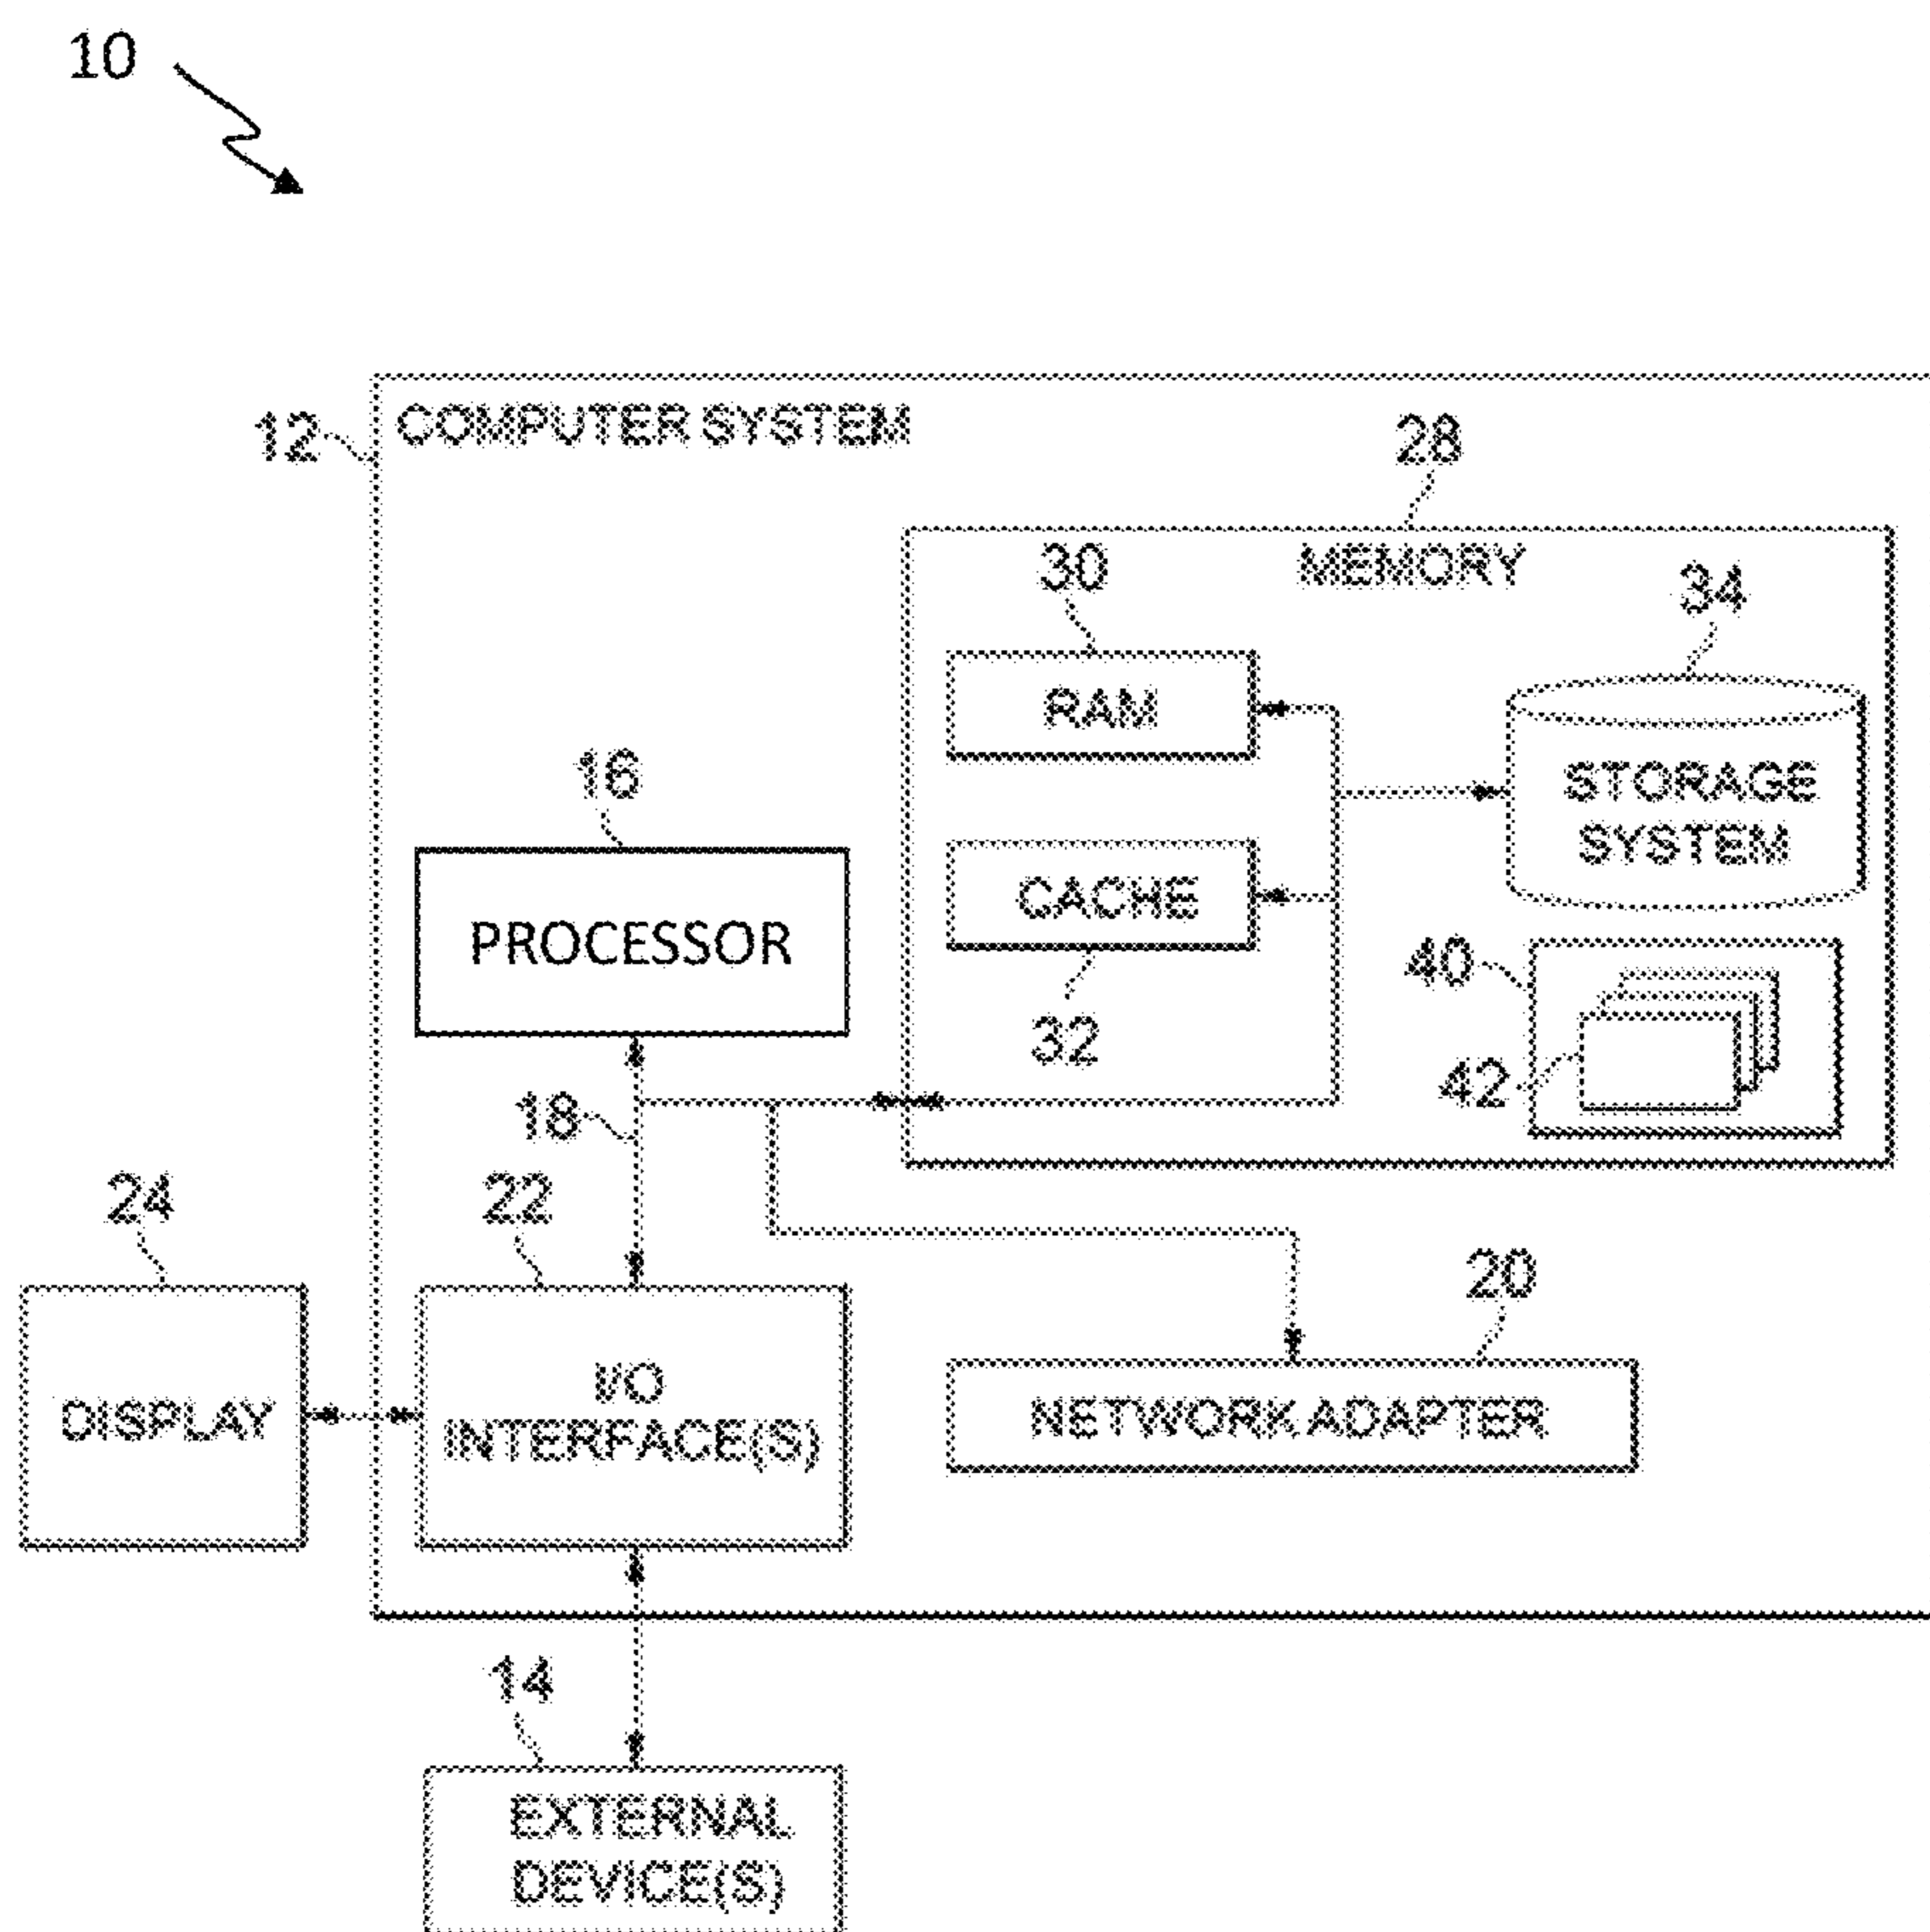 10
12
COMPUTER SYSTEM
28
MEMORY
30
34
RAM
16
STORAGE
SYSTEM
CACHE
PROCESSOR
40
32
42
18
24
22
20
I/O
INTERFACE(S)
DISPLAY
NETWORK ADAPTER
14
EXTERNAL
DEVICE(S)